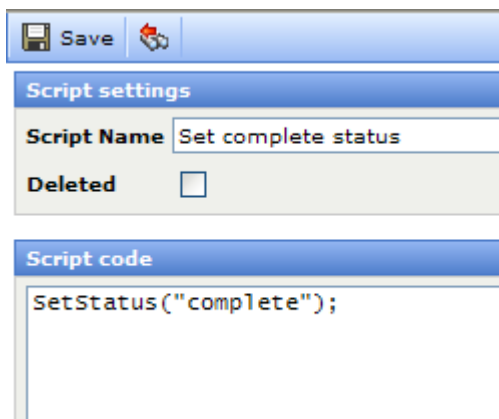 Save
Script settings
Script Name Set complete status
Deleted
Script code
SetStatus("complete");